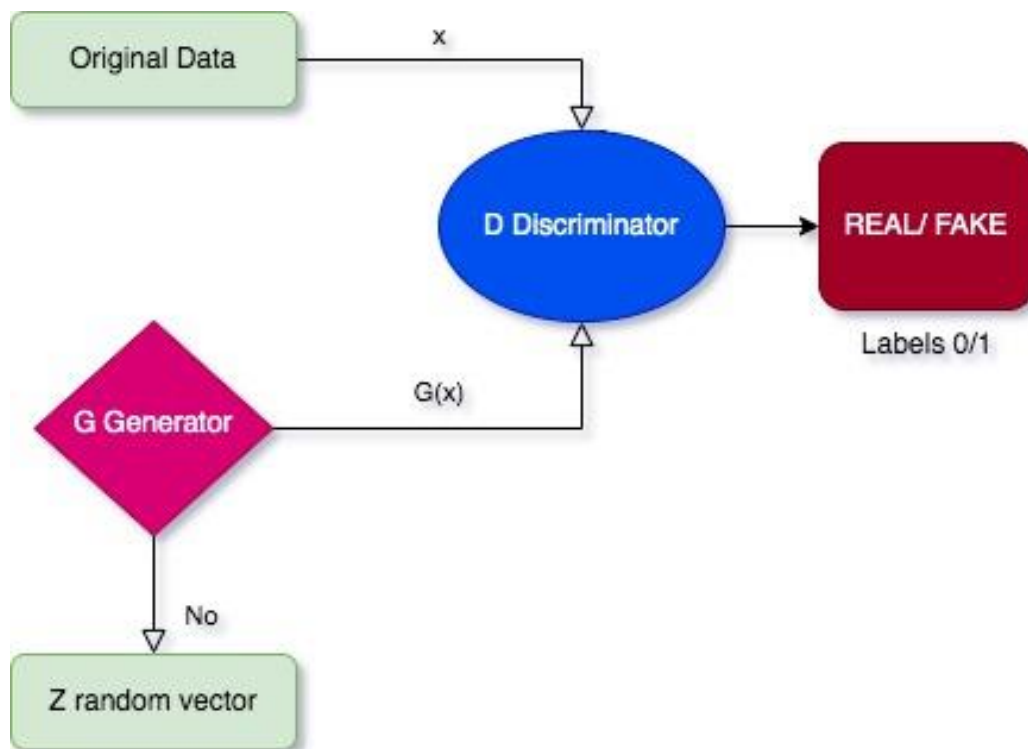 Original Data
x
D Discriminator
REAL/ FAKE
Labels 0/1
G(x)
G Generator
No
Z random vector